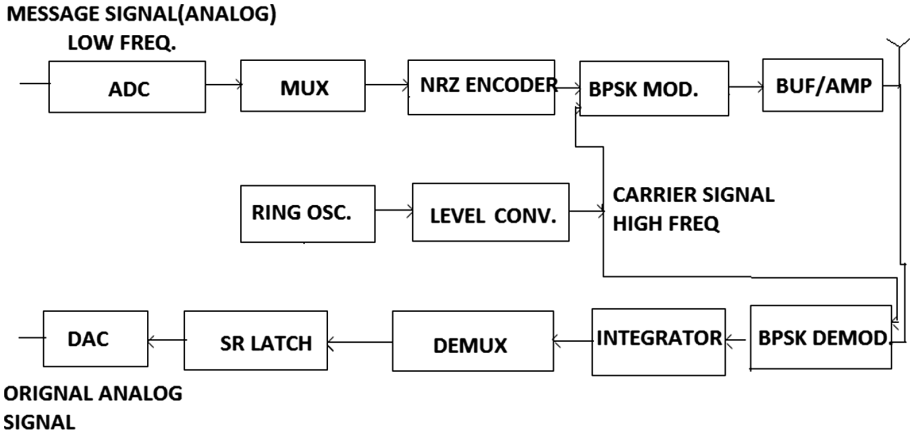 MESSAGE SIGNAL(ANALOG)
LOW FREQ.
ADC
MUX
NRZ ENCODER
BPSK MOD.
BUF/AMP
RING OSC.
LEVEL CONV.
CARRIER SIGNAL
HIGH FREQ
DAC
SR LATCH
DEMUX
INTEGRATOR
BPSK DEMOD.
ORIGNAL ANALOG
SIGNAL